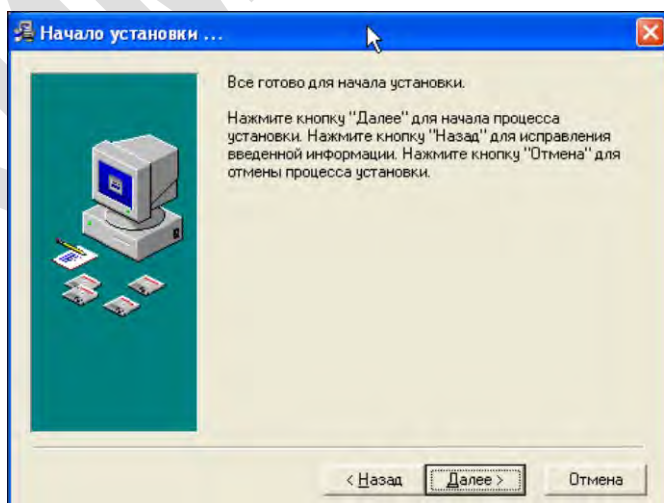 Начало установки ...
Все готово для начала установки.
Нажмите кнопку "Далее" для начала процесса
установки. Нажмите кнопку "Назад" для исправления
введенной информации. Нажмите кнопку "Отмена" для
отмены процесса установки.
< Назад Далее > Отмена